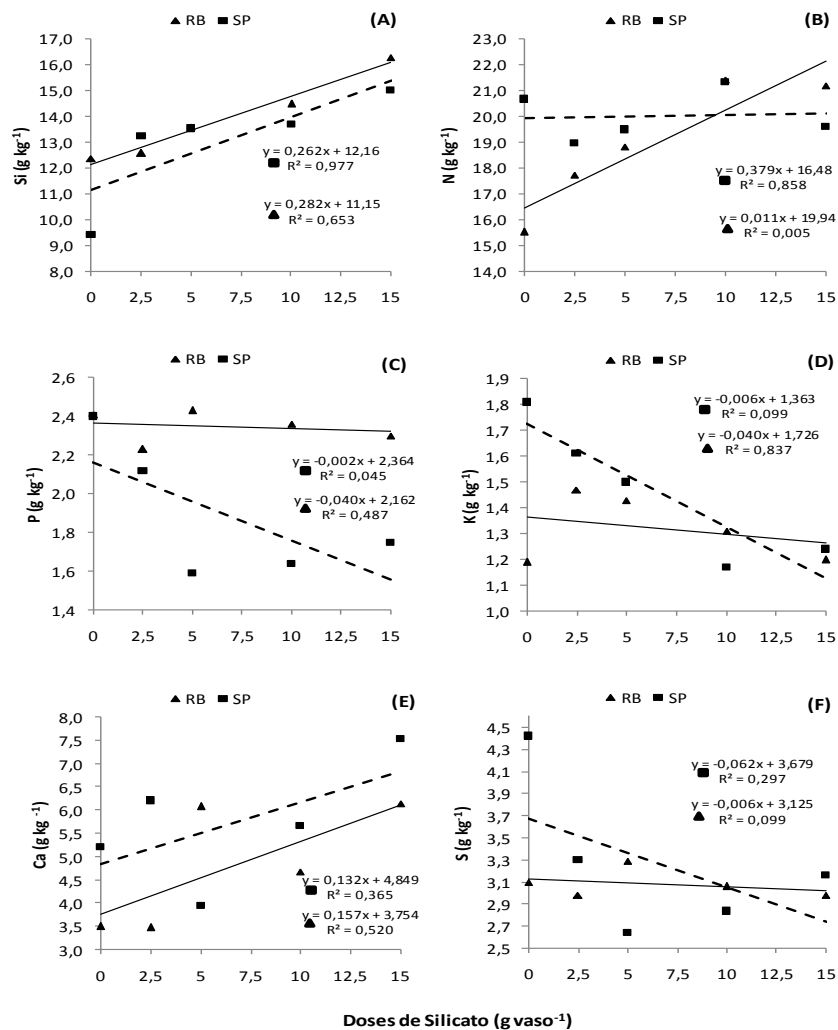 RB SP (A)
17,0
16,0
15,0
14,0
13,0
12,0
11,0
10,0
9,0
8,0
Si (g kg-1)
y = 0,262x + 12,16
R² = 0,977
y = 0,282x + 11,15
R² = 0,653
0 2,5 5 7,5 10 12,5 15
RB SP (B)
23,0
22,0
21,0
20,0
19,0
18,0
17,0
16,0
15,0
14,0
N (g kg-1)
y = 0,379x + 16,48
R² = 0,858
y = 0,011x + 19,94
R² = 0,005
0 2,5 5 7,5 10 12,5 15
RB SP (C)
2,6
2,4
2,2
2,0
1,8
1,6
1,4
P (g kg-1)
y = -0,002x + 2,364
R² = 0,045
y = -0,040x + 2,162
R² = 0,487
0 2,5 5 7,5 10 12,5 15
RB SP (D)
1,9
1,8
1,7
1,6
1,5
1,4
1,3
1,2
1,1
1,0
K (g kg-1)
y = -0,006x + 1,363
R² = 0,099
y = -0,040x + 1,726
R² = 0,837
0 2,5 5 7,5 10 12,5 15
RB SP (E)
8,0
7,5
7,0
6,5
6,0
5,5
5,0
4,5
4,0
3,5
3,0
Ca (g kg -1)
y = 0,132x + 4,849
R² = 0,365
y = 0,157x + 3,754
R² = 0,520
0 2,5 5 7,5 10 12,5 15
RB SP (F)
4,5
4,3
4,1
3,9
3,7
3,5
3,3
3,1
2,9
2,7
2,5
S (g kg-1)
y = -0,062x + 3,679
R² = 0,297
y = -0,006x + 3,125
R² = 0,099
0 2,5 5 7,5 10 12,5 15
Doses de Silicato (g vaso-1)